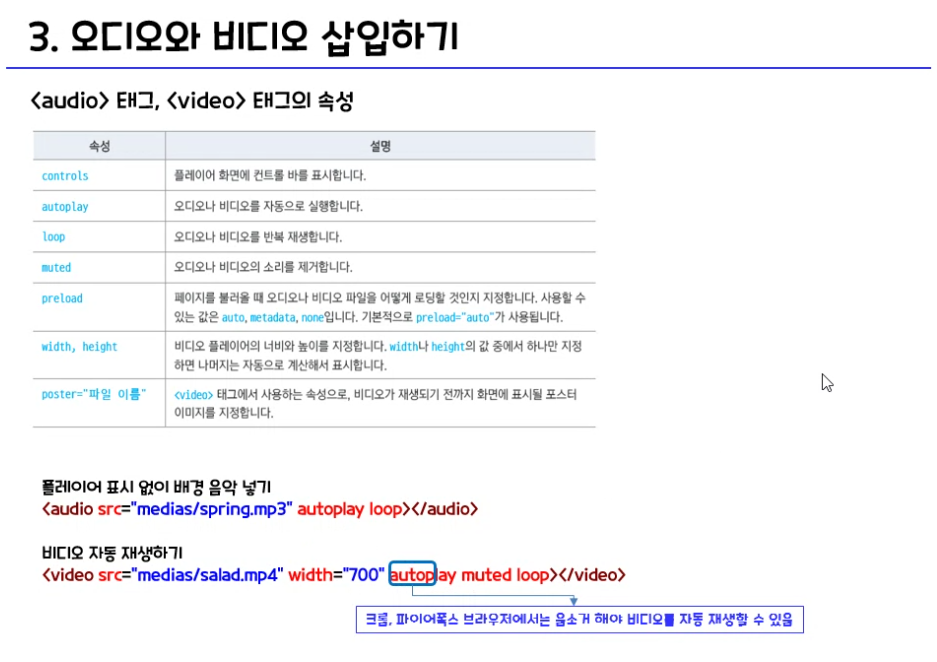 3. 오디오와 비디오 삽입하기
<audio> 태그, <video> 태그의 속성
속성 설명
controls 플레이어 화면에 컨트롤 바를 표시합니다.
autoplay 오디오나 비디오를 자동으로 실행합니다.
loop 오디오나 비디오를 반복 재생합니다.
muted 오디오나 비디오의 소리를 제거합니다.
preload 페이지를 불러올 때 오디오나 비디오 파일을 어떻게 로딩할 것인지 지정합니다. 사용할 수
있는 값은 auto, metadata, none입니다. 기본적으로 preload="auto"가 사용됩니다.
width, height 비디오 플레이어의 너비와 높이를 지정합니다. width나 height의 값 중에서 하나만 지정
하면 나머지는 자동으로 계산해서 표시합니다.
poster="파일 이름" <video> 태그에서 사용하는 속성으로, 비디오가 재생되기 전까지 화면에 표시될 포스터
이미지를 지정합니다.
플레이어 표시 없이 배경 음악 넣기
<audio src="medias/spring.mp3" autoplay loop></audio>
비디오 자동 재생하기
<video src="medias/salad.mp4" width="700" autoplay muted loop></video>
크롬, 파이어폭스 브라우저에서는 음소거 해야 비디오를 자동 재생할 수 있음